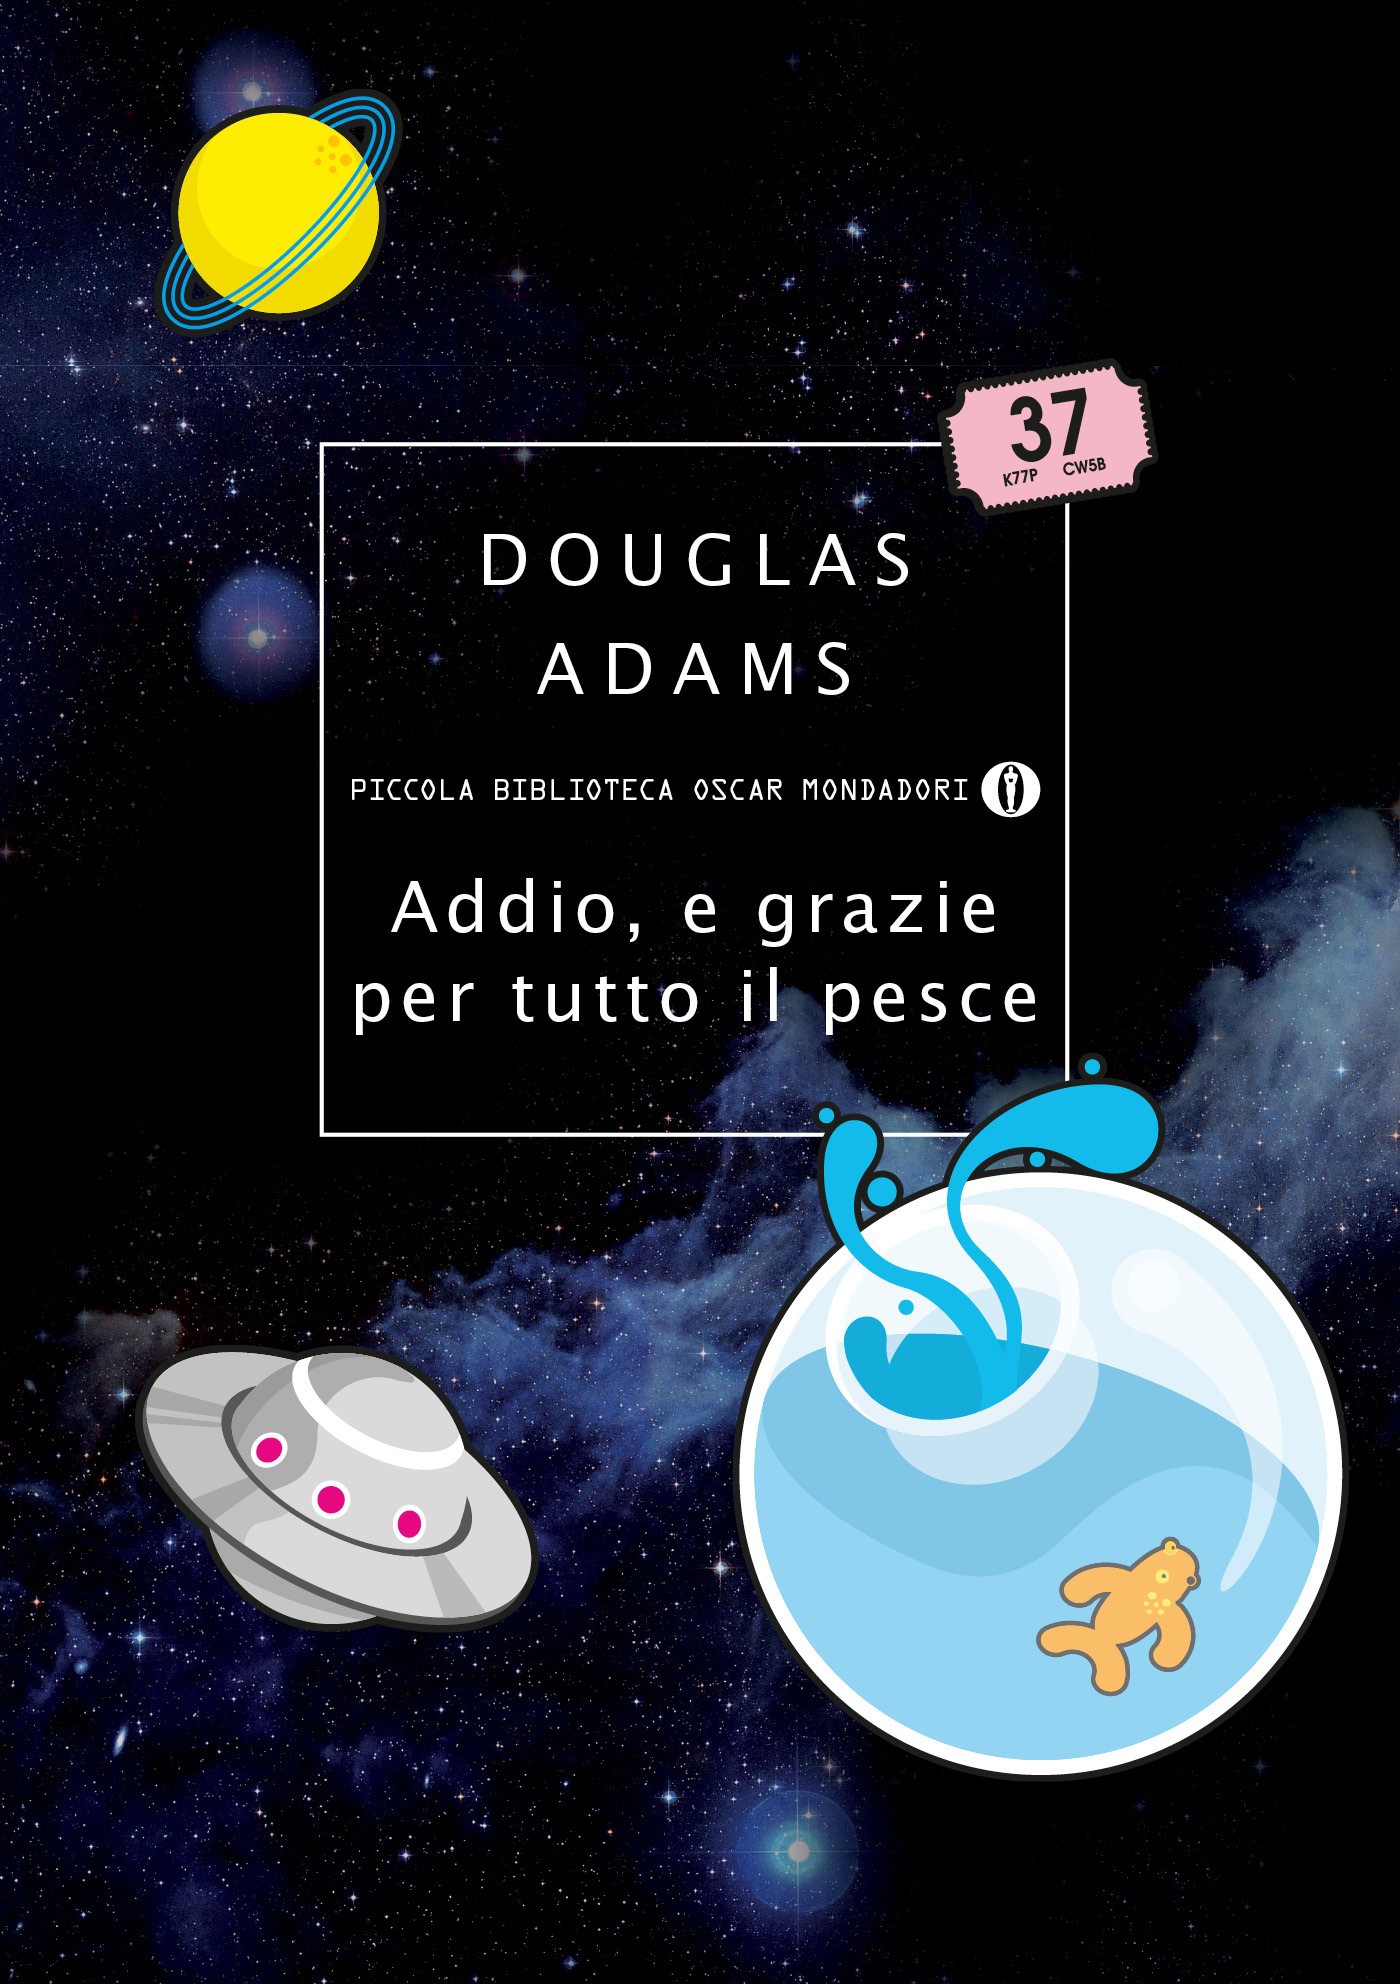 37
K77P CW5B
DOUGLAS
ADAMS
PICCOLA BIBLIOTECA OSCAR MONDADORI
Addio, e grazie
per tutto il pesce